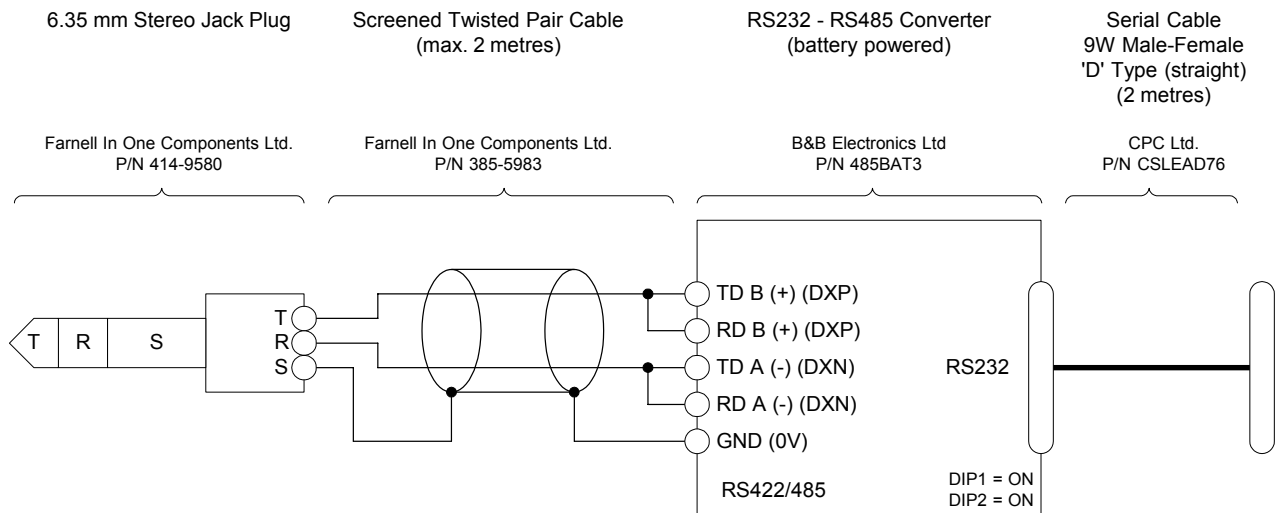 6.35 mm Stereo Jack Plug
Screened Twisted Pair Cable
(max. 2 metres)
RS232 - RS485 Converter
(battery powered)
Serial Cable
9W Male-Female
'D' Type (straight)
(2 metres)
Farnell In One Components Ltd.
P/N 414-9580
Farnell In One Components Ltd.
P/N 385-5983
B&B Electronics Ltd
P/N 485BAT3
CPC Ltd.
P/N CSLEAD76
T R S
T
R
S
TD B (+) (DXP)
RD B (+) (DXP)
TD A (-) (DXN)
RD A (-) (DXN)
GND (0V)
RS422/485
RS232
DIP1 = ON
DIP2 = ON